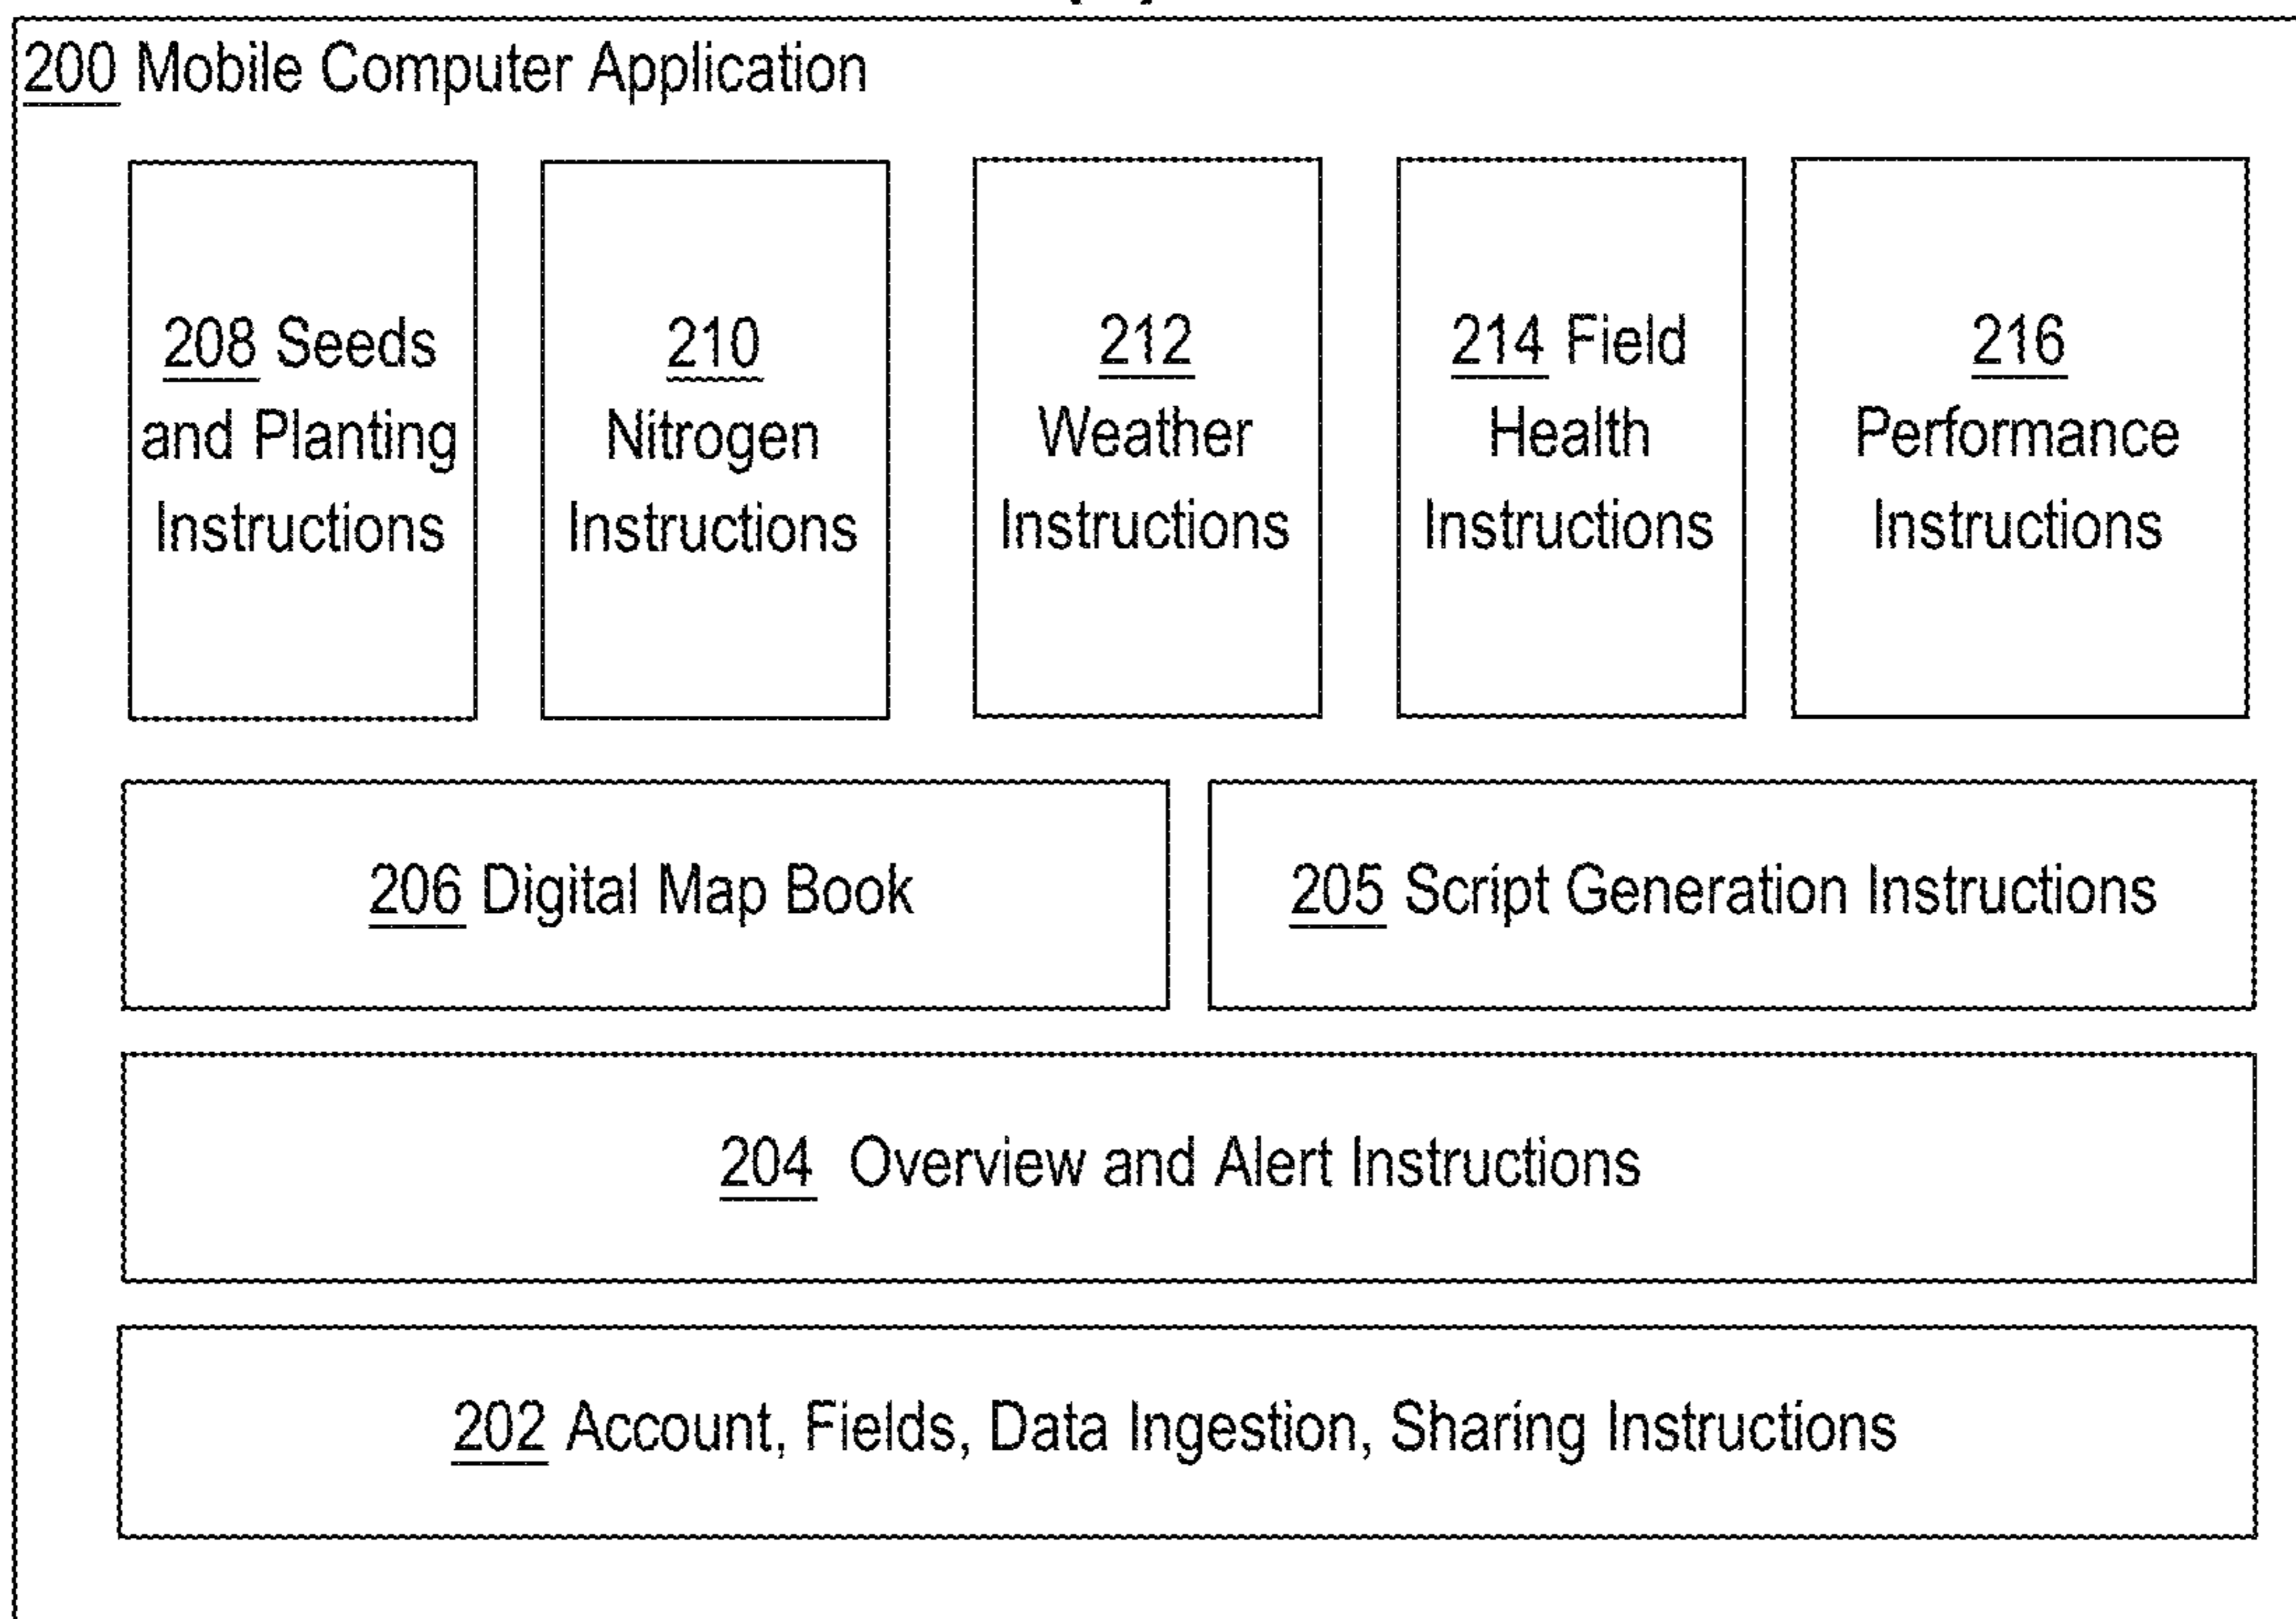 200 Mobile Computer Application
208 Seeds
and Planting
Instructions
210
Nitrogen
Instructions
212
Weather
Instructions
214 Field
Health
Instructions
216
Performance
Instructions
206 Digital Map Book
205 Script Generation Instructions
204 Overview and Alert Instructions
202 Account, Fields, Data Ingestion, Sharing Instructions